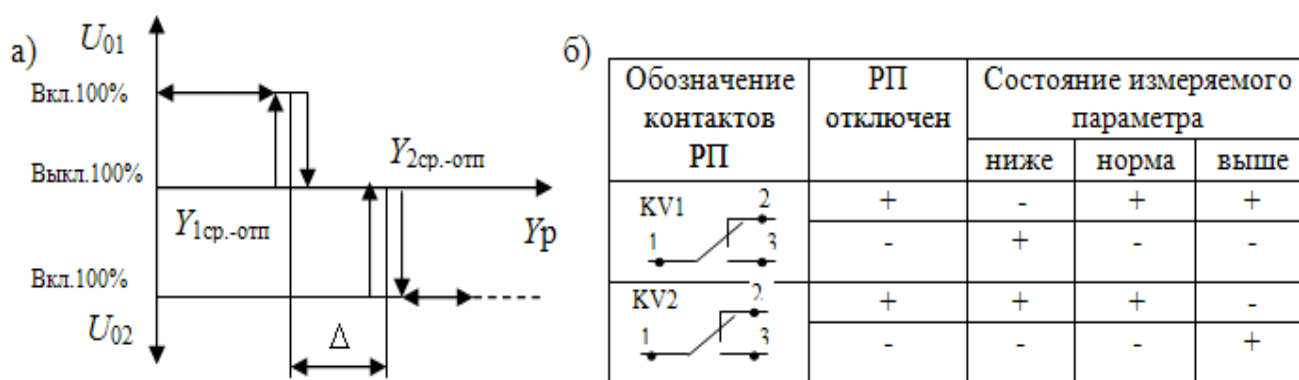 а)
U01
Вкл.100%
Выкл.100%
Y2ср.-отп
Y1ср.-отп
Yр
Вкл.100%
U02
Δ
б)
Обозначение контактов РП
РП отключен
Состояние измеряемого параметра
ниже норма выше
KV1 1 2 3
+ - + +
- + - -
KV2 1 2 3
+ + + -
- - - +